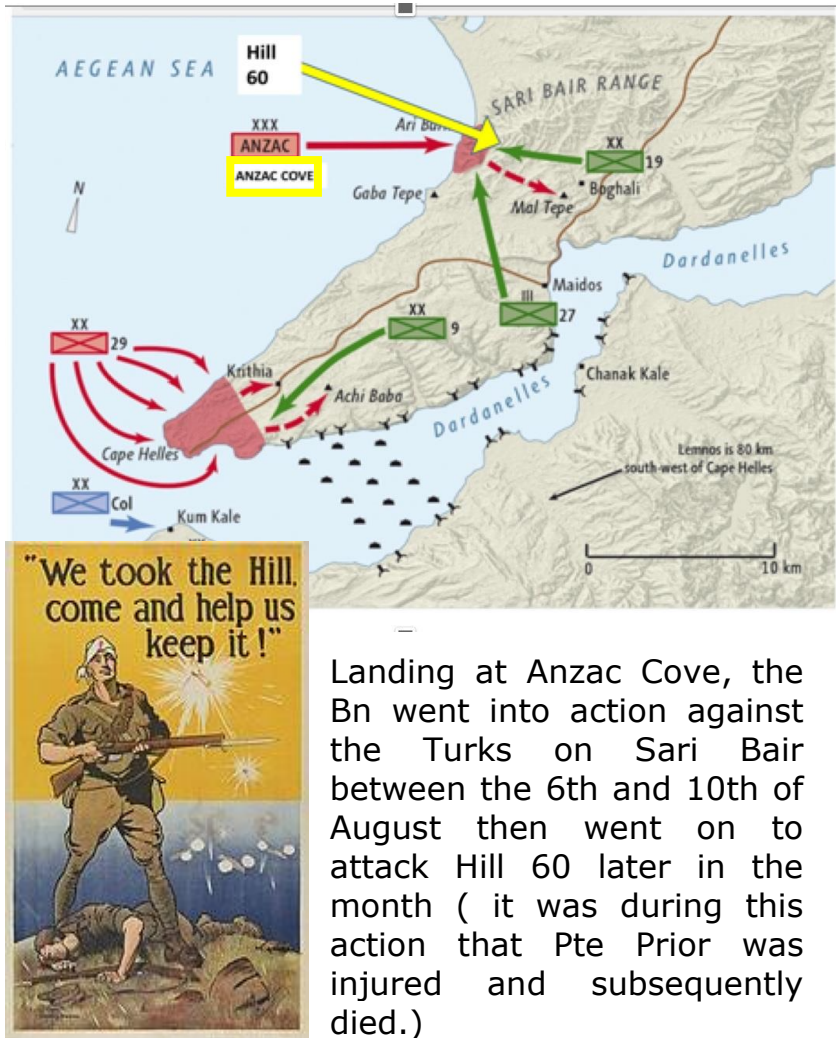 Hill
60
AEGEAN SEA
SARI BAIR RANGE
Ari
XXX
ANZAC
ANZAC COVE
XX
19
Boghali
N
Gaba Tepe
Mal Tepe
Dardanelles
Maidos
III
27
XX
9
XX
29
Krithia
Achi Baba
Chanak Kale
Dardanelles
Cape Helles
Lemnos is 80 km
south-west of Cape Helles
XX
Col
Kum Kale
0 10 km
"We took the Hill,
come and help us
keep it!"
Landing at Anzac Cove, the
Bn went into action against
the Turks on Sari Bair
between the 6th and 10th of
August then went on to
attack Hill 60 later in the
month ( it was during this
action that Pte Prior was
injured and subsequently
died.)